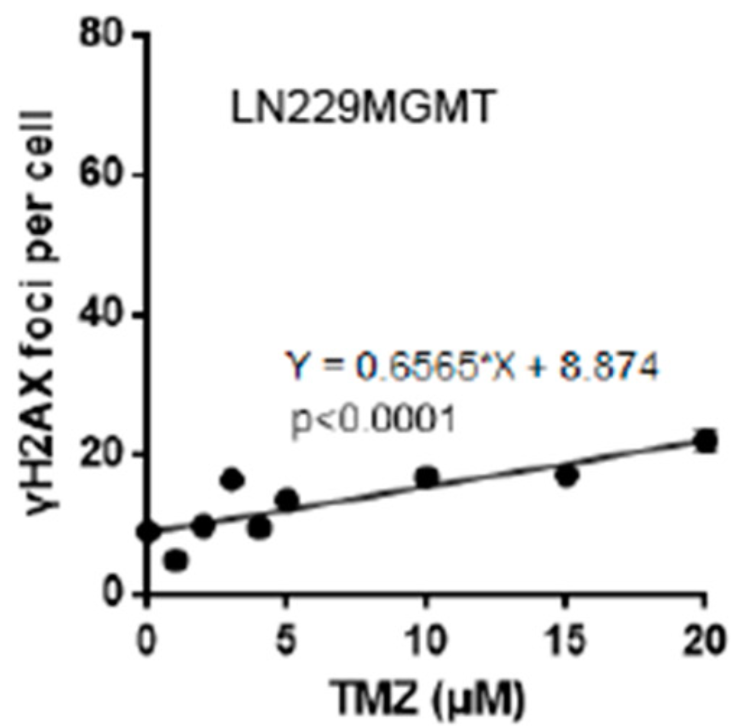 80
LN229MGMT
60
40
Y = 0.6565*X + 8.874
p<0.0001
20
0
γH2AX foci per cell
0 5 10 15 20
TMZ (μM)